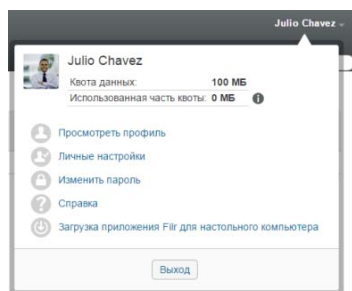 Julio Chavez
Julio Chavez
Квота данных: 100 МБ
Использованная часть квоты: 0 МБ
Просмотреть профиль
Личные настройки
Изменить пароль
Справка
Загрузка приложения Filr для настольного компьютера
Выход